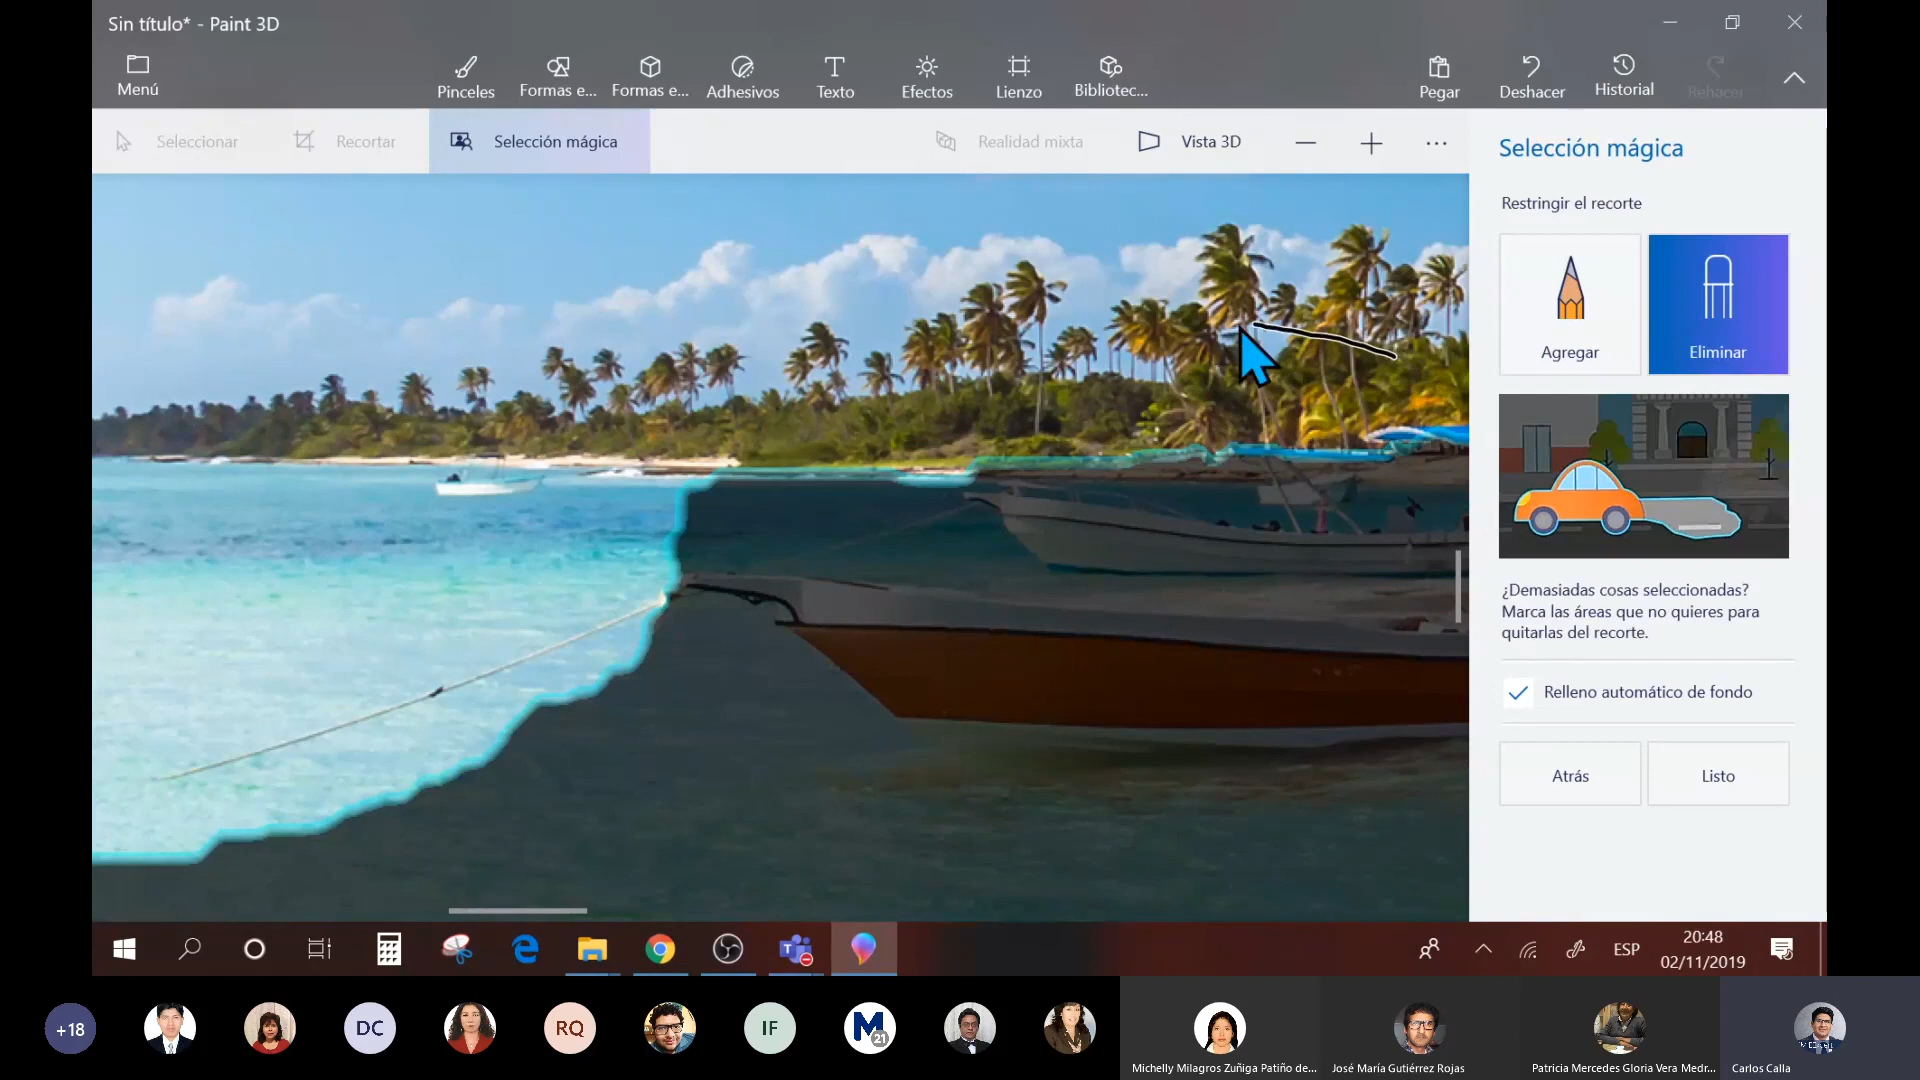 Sin título* - Paint 3D
Menú
Pinceles
Formas e...
Formas e...
Adhesivos
Texto
Efectos
Lienzo
Bibliotec...
Pegar
Deshacer
Historial
Rehacer
Seleccionar
Recortar
Selección mágica
Realidad mixta
Vista 3D
Selección mágica
Restringir el recorte
Agregar
Eliminar
¿Demasiadas cosas seleccionadas?
Marca las áreas que no quieres para
quitarlas del recorte.
Relleno automático de fondo
Atrás
Listo
ESP
20:48
02/11/2019
+18
DC
RQ
IF
M
21
Michelly Milagros Zuñiga Patiño de...
José María Gutiérrez Rojas
Patricia Mercedes Gloria Vera Medr...
Carlos Calla